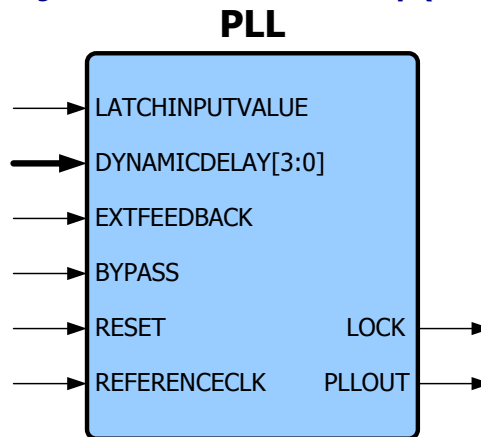 PLL
LATCHINPUTVALUE
DYNAMICDELAY[3:0]
EXTFEEDBACK
BYPASS
RESET LOCK
REFERENCECLK PLLOUT